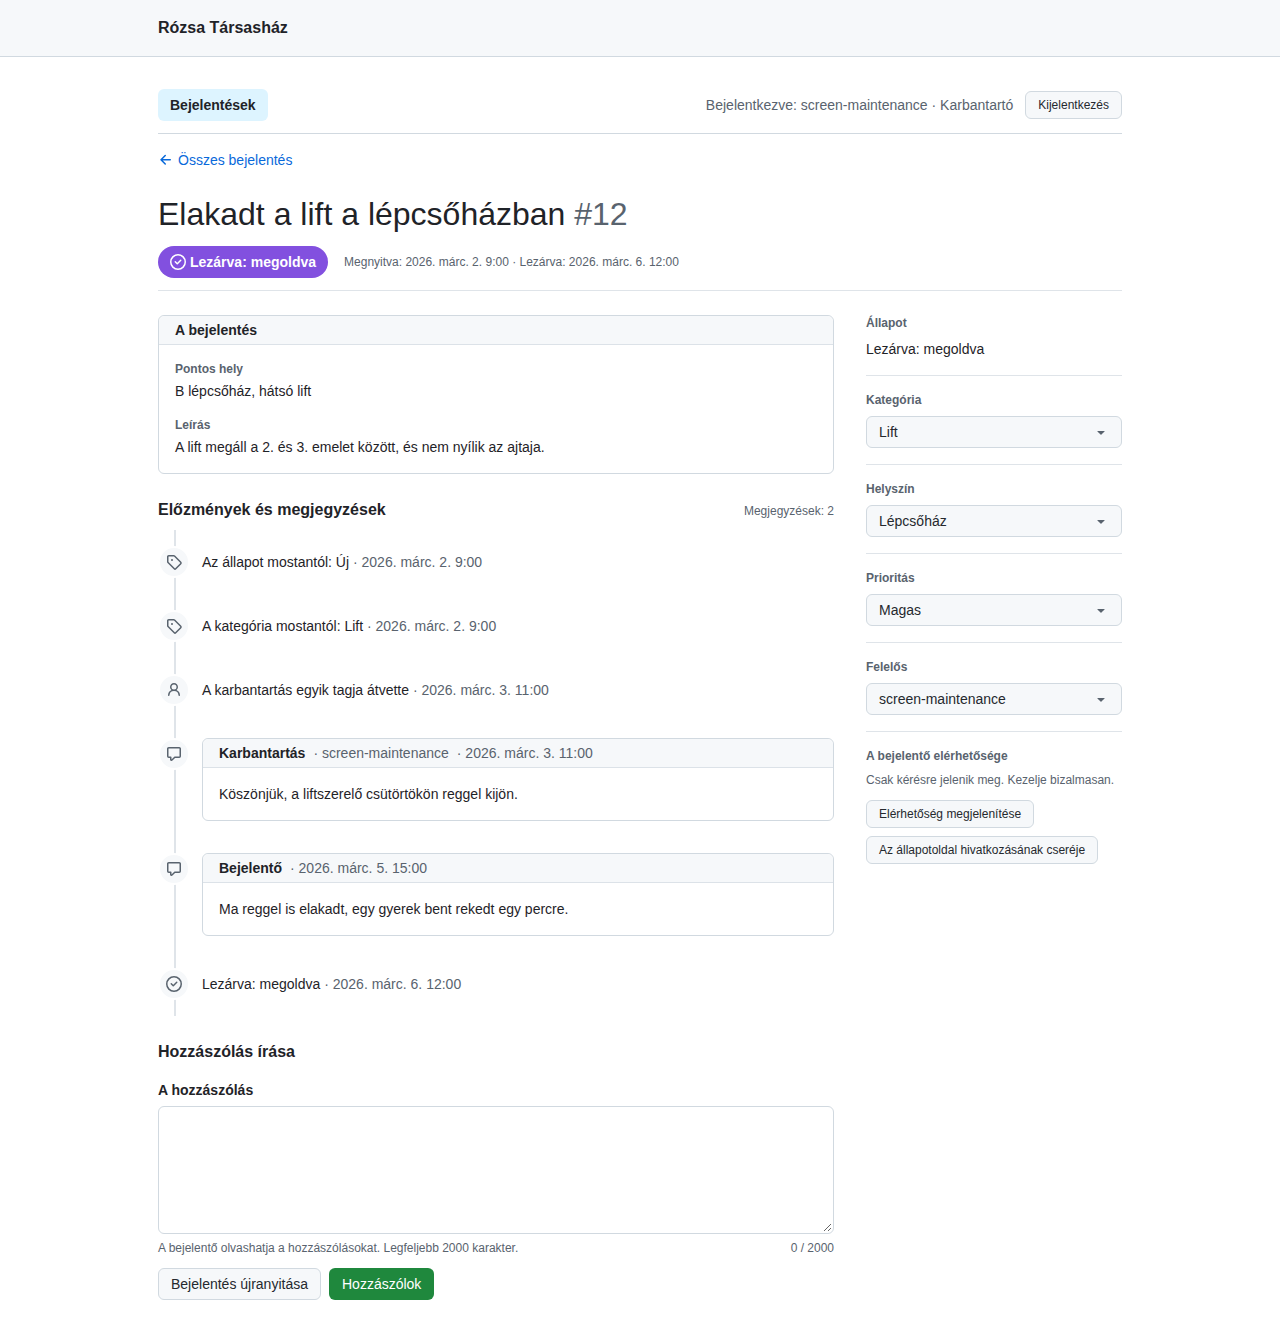 Rózsa Társasház
Bejelentések
Bejelentkezve: screen-maintenance · Karbantartó
Kijelentkezés
Összes bejelentés
Elakadt a lift a lépcsőházban #12
Lezárva: megoldva
Megnyitva: 2026. márc. 2. 9:00 · Lezárva: 2026. márc. 6. 12:00
A bejelentés
Pontos hely
B lépcsőház, hátsó lift
Leírás
A lift megáll a 2. és 3. emelet között, és nem nyílik az ajtaja.
Előzmények és megjegyzések
Megjegyzések: 2
Az állapot mostantól: Új · 2026. márc. 2. 9:00
A kategória mostantól: Lift · 2026. márc. 2. 9:00
A karbantartás egyik tagja átvette · 2026. márc. 3. 11:00
Karbantartás · screen-maintenance · 2026. márc. 3. 11:00
Köszönjük, a liftszerelő csütörtökön reggel kijön.
Bejelentő · 2026. márc. 5. 15:00
Ma reggel is elakadt, egy gyerek bent rekedt egy percre.
Lezárva: megoldva · 2026. márc. 6. 12:00
Hozzászólás írása
A hozzászólás
A bejelentő olvashatja a hozzászólásokat. Legfeljebb 2000 karakter.
0 / 2000
Bejelentés újranyitása
Hozzászólok
Állapot
Lezárva: megoldva
Kategória
Lift
Helyszín
Lépcsőház
Prioritás
Magas
Felelős
screen-maintenance
A bejelentő elérhetősége
Csak kérésre jelenik meg. Kezelje bizalmasan.
Elérhetőség megjelenítése
Az állapotoldal hivatkozásának cseréje